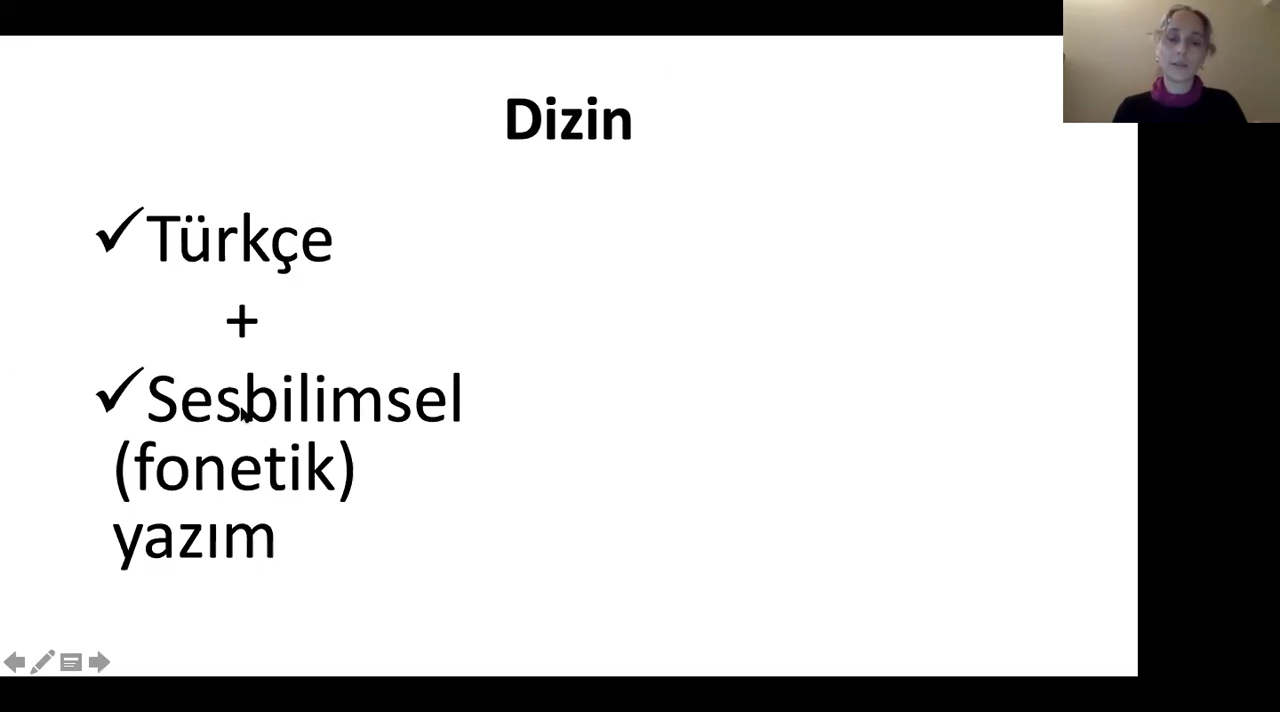 Dizin
✓Türkçe
+
✓Sesbilimsel
(fonetik)
yazım